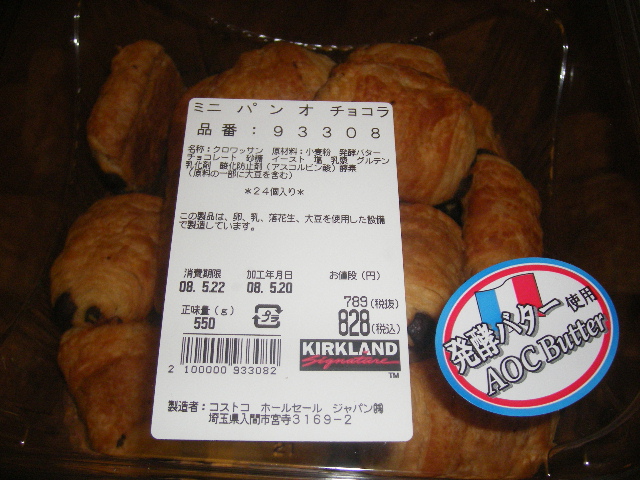 ミニ パン オ チョコラ
品番:93308
名称:クロワッサン 原材料:小麦粉 発酵バター
チョコレート 砂糖 イースト 塩 乳糖 グルテン
乳化剤 酸化防止剤(アスコルビン酸)酵素
(原料の一部に大豆を含む)
*24個入り*
この製品は、卵、乳、落花生、大豆を使用した設備
で製造しています。
消費期限 加工年月日 お値段(円)
08. 5.22 08. 5.20
789(税抜)
正味量(g) プラ 828(税込)
550
KIRKLAND
Signature
TM
2 100000 933082
製造者:コストコ ホールセール ジャパン㈱
埼玉県入間市宮寺3169-2
発酵バター使用
AOC Butter